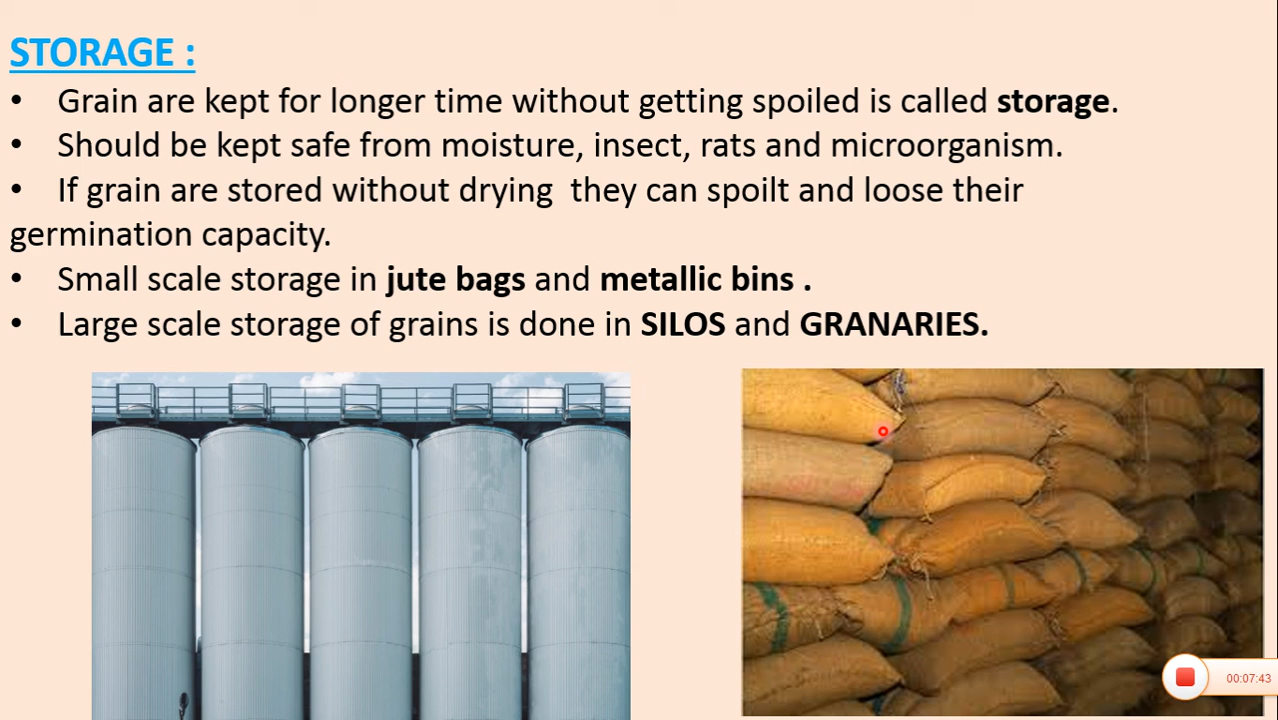 STORAGE :
• Grain are kept for longer time without getting spoiled is called storage.
• Should be kept safe from moisture, insect, rats and microorganism.
• If grain are stored without drying  they can spoilt and loose their
germination capacity.
• Small scale storage in jute bags and metallic bins .
• Large scale storage of grains is done in SILOS and GRANARIES.
00:07:43